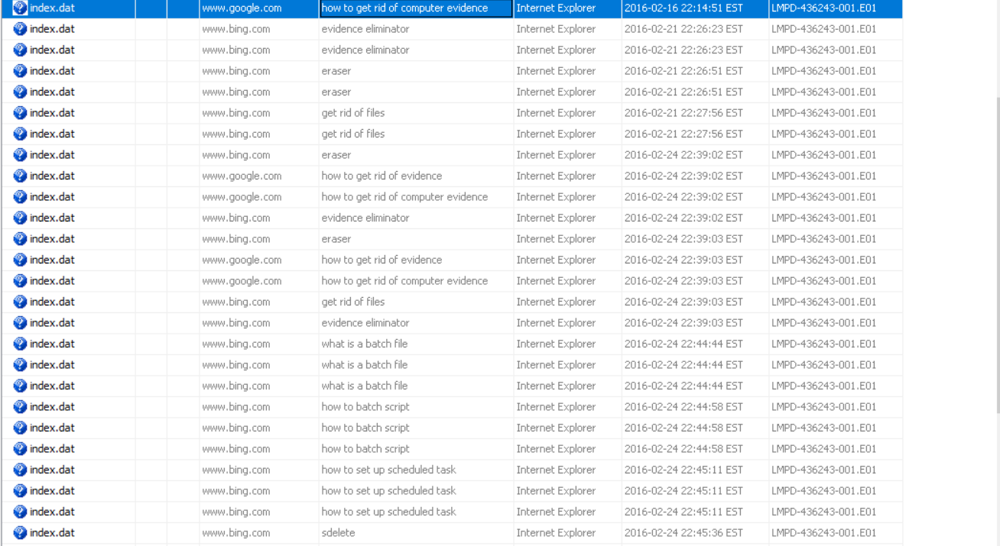 index.dat www.google.com how to get rid of computer evidence Internet Explorer 2016-02-16 22:14:51 EST LMPD-436243-001.E01
index.dat www.bing.com evidence eliminator Internet Explorer 2016-02-21 22:26:23 EST LMPD-436243-001.E01
index.dat www.bing.com evidence eliminator Internet Explorer 2016-02-21 22:26:23 EST LMPD-436243-001.E01
index.dat www.bing.com eraser Internet Explorer 2016-02-21 22:26:51 EST LMPD-436243-001.E01
index.dat www.bing.com eraser Internet Explorer 2016-02-21 22:26:51 EST LMPD-436243-001.E01
index.dat www.bing.com get rid of files Internet Explorer 2016-02-21 22:27:56 EST LMPD-436243-001.E01
index.dat www.bing.com get rid of files Internet Explorer 2016-02-21 22:27:56 EST LMPD-436243-001.E01
index.dat www.bing.com eraser Internet Explorer 2016-02-24 22:39:02 EST LMPD-436243-001.E01
index.dat www.google.com how to get rid of evidence Internet Explorer 2016-02-24 22:39:02 EST LMPD-436243-001.E01
index.dat www.google.com how to get rid of computer evidence Internet Explorer 2016-02-24 22:39:02 EST LMPD-436243-001.E01
index.dat www.bing.com evidence eliminator Internet Explorer 2016-02-24 22:39:02 EST LMPD-436243-001.E01
index.dat www.bing.com eraser Internet Explorer 2016-02-24 22:39:03 EST LMPD-436243-001.E01
index.dat www.google.com how to get rid of evidence Internet Explorer 2016-02-24 22:39:03 EST LMPD-436243-001.E01
index.dat www.google.com how to get rid of computer evidence Internet Explorer 2016-02-24 22:39:03 EST LMPD-436243-001.E01
index.dat www.bing.com get rid of files Internet Explorer 2016-02-24 22:39:03 EST LMPD-436243-001.E01
index.dat www.bing.com evidence eliminator Internet Explorer 2016-02-24 22:39:03 EST LMPD-436243-001.E01
index.dat www.bing.com what is a batch file Internet Explorer 2016-02-24 22:44:44 EST LMPD-436243-001.E01
index.dat www.bing.com what is a batch file Internet Explorer 2016-02-24 22:44:44 EST LMPD-436243-001.E01
index.dat www.bing.com what is a batch file Internet Explorer 2016-02-24 22:44:44 EST LMPD-436243-001.E01
index.dat www.bing.com how to batch script Internet Explorer 2016-02-24 22:44:58 EST LMPD-436243-001.E01
index.dat www.bing.com how to batch script Internet Explorer 2016-02-24 22:44:58 EST LMPD-436243-001.E01
index.dat www.bing.com how to batch script Internet Explorer 2016-02-24 22:44:58 EST LMPD-436243-001.E01
index.dat www.bing.com how to set up scheduled task Internet Explorer 2016-02-24 22:45:11 EST LMPD-436243-001.E01
index.dat www.bing.com how to set up scheduled task Internet Explorer 2016-02-24 22:45:11 EST LMPD-436243-001.E01
index.dat www.bing.com how to set up scheduled task Internet Explorer 2016-02-24 22:45:11 EST LMPD-436243-001.E01
index.dat www.bing.com sdelete Internet Explorer 2016-02-24 22:45:36 EST LMPD-436243-001.E01